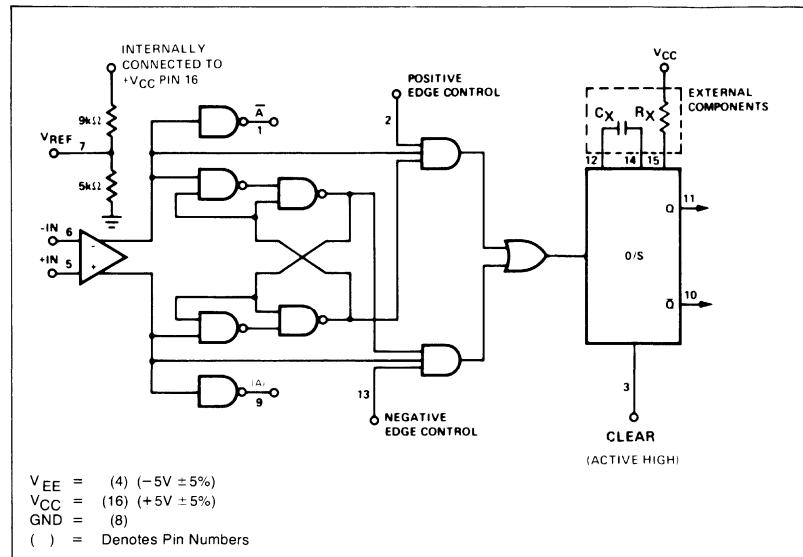 INTERNALLY
CONNECTED TO
+VCC PIN 16
9kΩ
VREF 7
5kΩ
-IN 6
+IN 5
-
+
A̅
1
(A)
9
POSITIVE
EDGE CONTROL
2
13
NEGATIVE
EDGE CONTROL
VCC
EXTERNAL
COMPONENTS
CX RX
12 14 15
O/S
Q 11
Q̅ 10
3
CLEAR
(ACTIVE HIGH)
VEE = (4) (−5V ±5%)
VCC = (16) (+5V ±5%)
GND = (8)
( ) = Denotes Pin Numbers